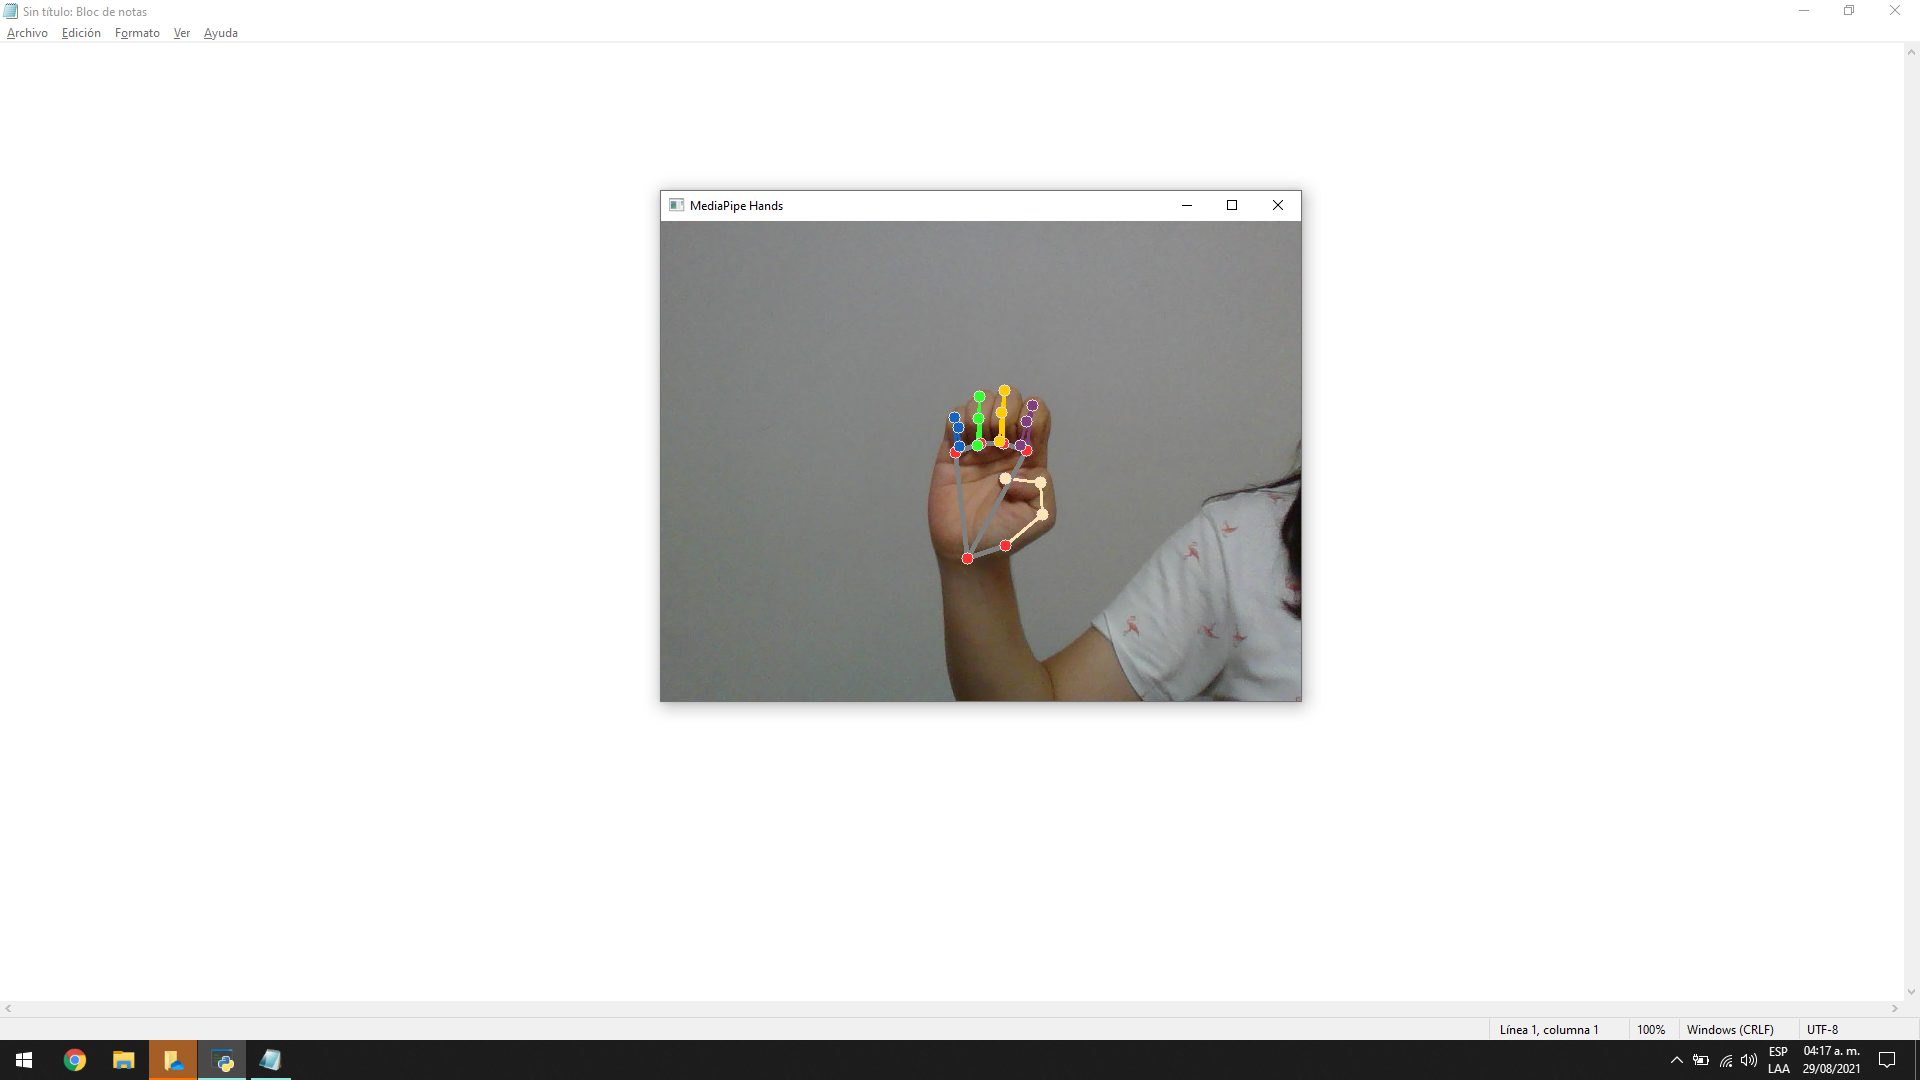 Sin título: Bloc de notas
Archivo Edición Formato Ver Ayuda
MediaPipe Hands
Línea 1, columna 1 100% Windows (CRLF) UTF-8
ESP 04:17 a. m.
LAA 29/08/2021